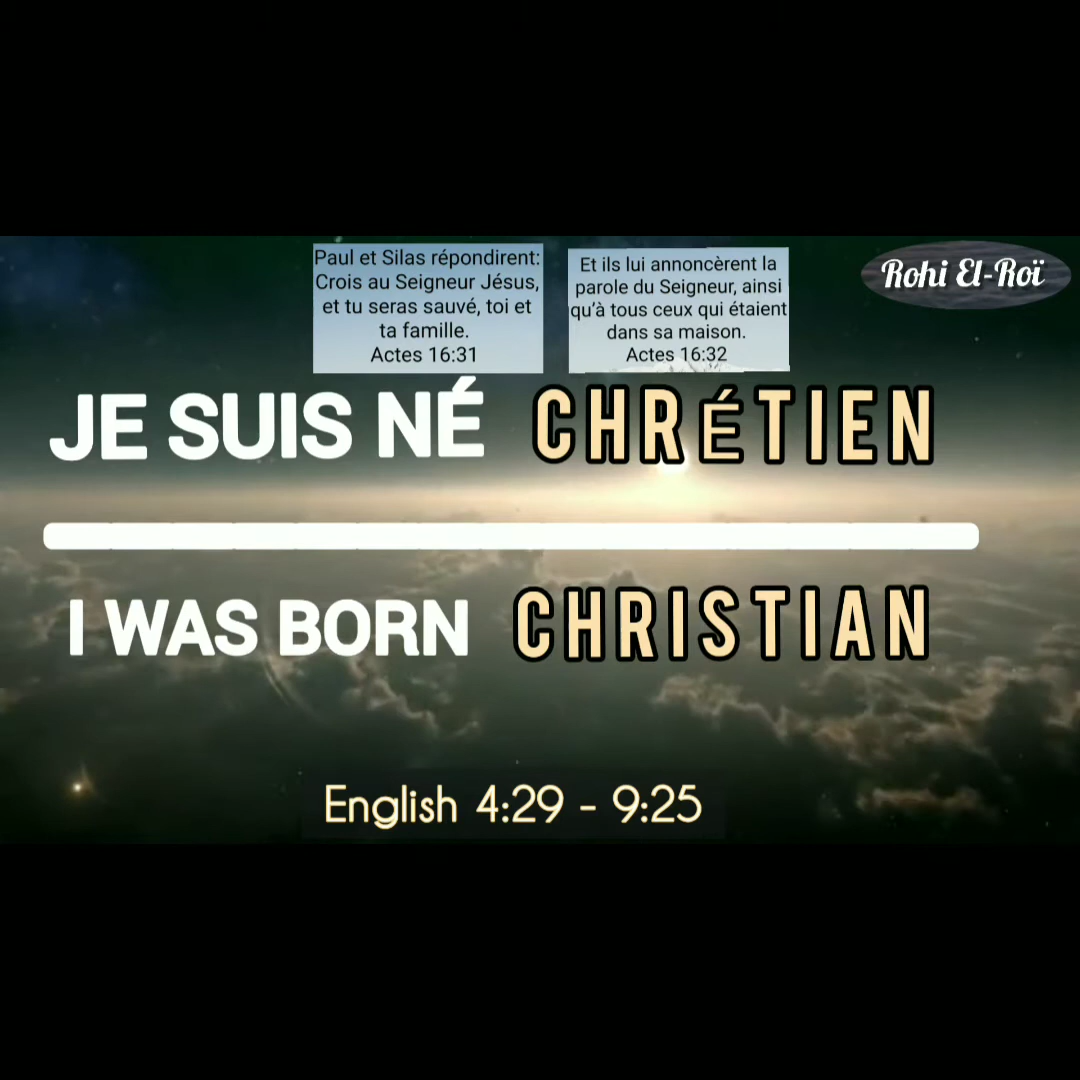 Paul et Silas répondirent:
Crois au Seigneur Jésus,
et tu seras sauvé, toi et
ta famille.
Actes 16:31
Et ils lui annoncèrent la
parole du Seigneur, ainsi
qu'à tous ceux qui étaient
dans sa maison.
Actes 16:32
Rohi El-Roï
JE SUIS NÉ CHRÉTIEN
I WAS BORN CHRISTIAN
English 4:29 - 9:25